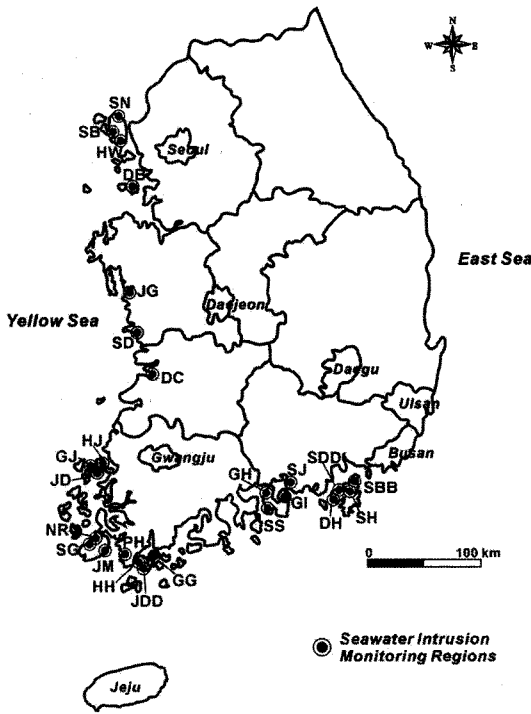 N
W E
S
SN
SB
HW
Seoul
DB
East Sea
JG
Daejeon
Yellow Sea
SD
DC
Daegu
Ulsan
HJ
GJ
Gwangju
Busan
JD
GH
SJ
SDD
SBB
GI
DH
SH
SS
NR
SG
PH
JM
HH
GG
JDD
0 100 km
Seawater Intrusion
Monitoring Regions
Jeju